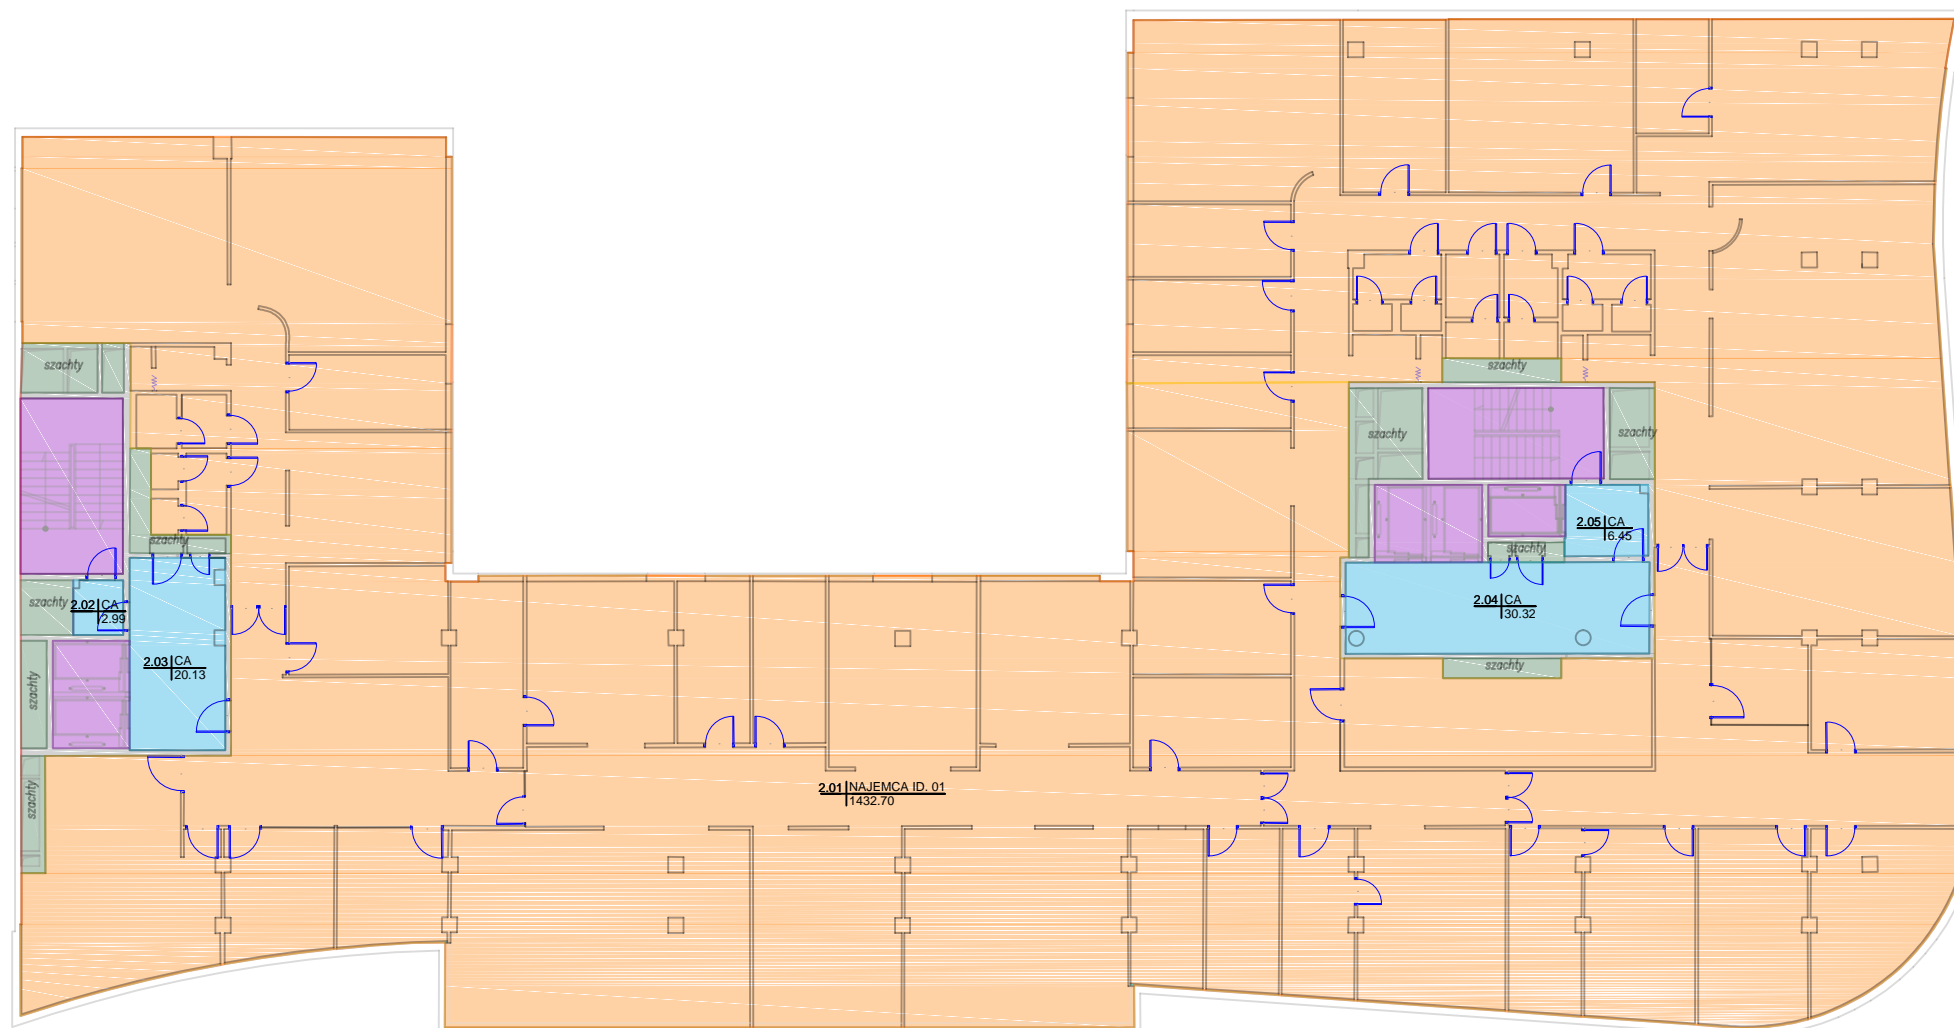 szachty
szachty
szachty
szachty
szachty
szachty
2.05 CA
6.45
szachty
szachty
2.02 CA
2.99
2.04 CA
30.32
2.03 CA
20.13
szachty
szachty
2.01 NAJEMCA ID. 01
1432.70
szachty